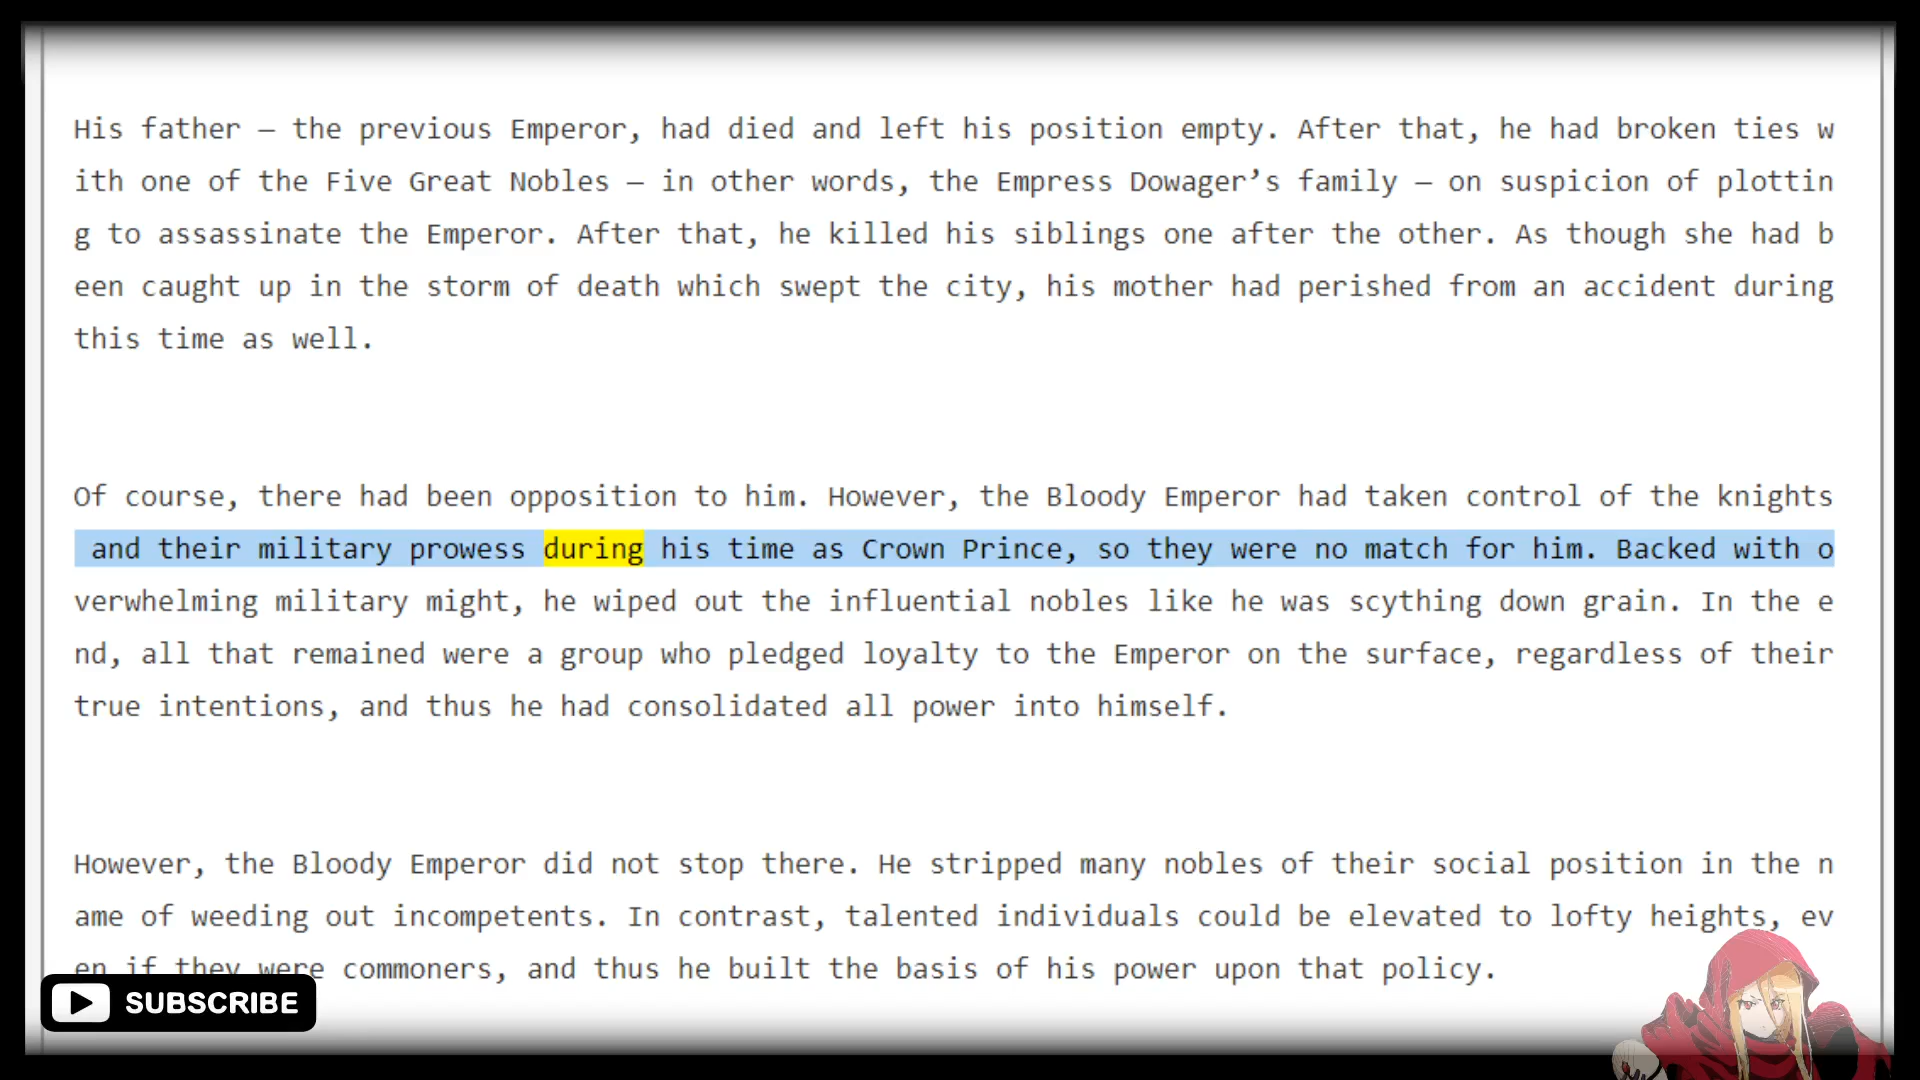 His father – the previous Emperor, had died and left his position empty. After that, he had broken ties w
ith one of the Five Great Nobles – in other words, the Empress Dowager’s family – on suspicion of plottin
g to assassinate the Emperor. After that, he killed his siblings one after the other. As though she had b
een caught up in the storm of death which swept the city, his mother had perished from an accident during
this time as well.
Of course, there had been opposition to him. However, the Bloody Emperor had taken control of the knights
and their military prowess during his time as Crown Prince, so they were no match for him. Backed with o
verwhelming military might, he wiped out the influential nobles like he was scything down grain. In the e
nd, all that remained were a group who pledged loyalty to the Emperor on the surface, regardless of their
true intentions, and thus he had consolidated all power into himself.
However, the Bloody Emperor did not stop there. He stripped many nobles of their social position in the n
ame of weeding out incompetents. In contrast, talented individuals could be elevated to lofty heights, ev
en if they were commoners, and thus he built the basis of his power upon that policy.
SUBSCRIBE